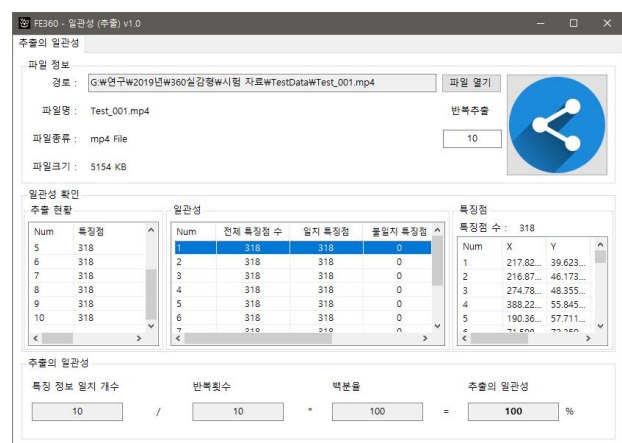 FE360 - 일관성 (추출) v1.0
추출의 일관성
파일 정보
경로 : G:₩연구₩2019년₩360실감형₩시험 자료₩TestData₩Test_001.mp4 파일 열기
파일명 : Test_001.mp4 반복추출
파일종류 : mp4 File 10
파일크기 : 5154 KB
일관성 확인
추출 현황
Num 특징점
5 318
6 318
7 318
8 318
9 318
10 318
일관성
Num 전체 특징점 수 일치 특징점 불일치 특징점
1 318 318 0
2 318 318 0
3 318 318 0
4 318 318 0
5 318 318 0
6 318 318 0
7 318 318 0
특징점
특징점 수 : 318
Num X Y
1 217.82... 39.623...
2 216.87... 46.173...
3 274.78... 48.355...
4 388.22... 55.845...
5 190.36... 57.711...
추출의 일관성
특징 정보 일치 개수 반복횟수 백분율 추출의 일관성
10 / 10 * 100 = 100 %